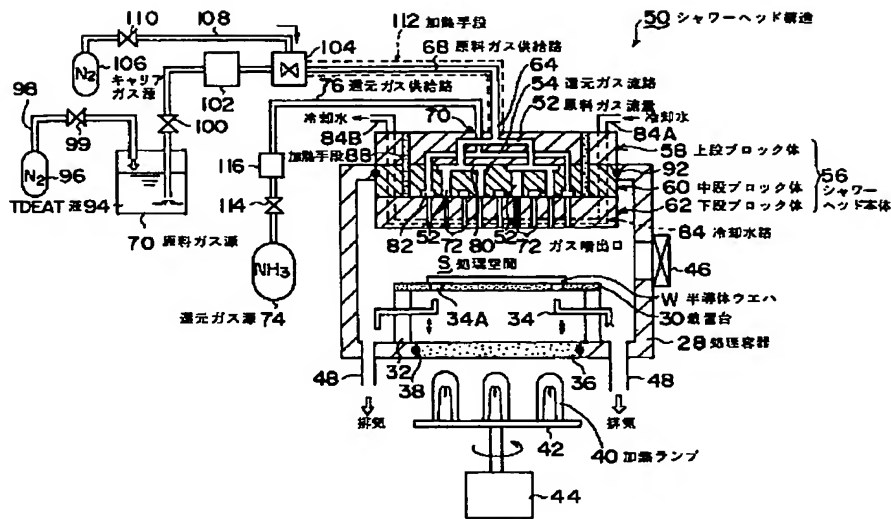 110
108
112 加熱手段
50 シャワーヘッド構造
104
68 原料ガス供給路
N2
106
キャリア
ガス源
76 還元ガス供給路
64
54 還元ガス流路
52 原料ガス流路
98
102
70
冷却水
84B
冷却水
84A
100
99
88
加熱手段
58 上段ブロック体
92
56
シャワー
ヘッド本体
60 中段ブロック体
62 下段ブロック体
116
N2
96
TDEAT 液 94
114
70 原料ガス源
82
52
72
80
52
72 ガス噴出口
84 冷却水路
S 処理空間
46
NH3
還元ガス源
74
W 半導体ウエハ
34A
34
30 載置台
28 処理容器
48
32
38
36
48
排気
排気
42
40 加熱ランプ
44